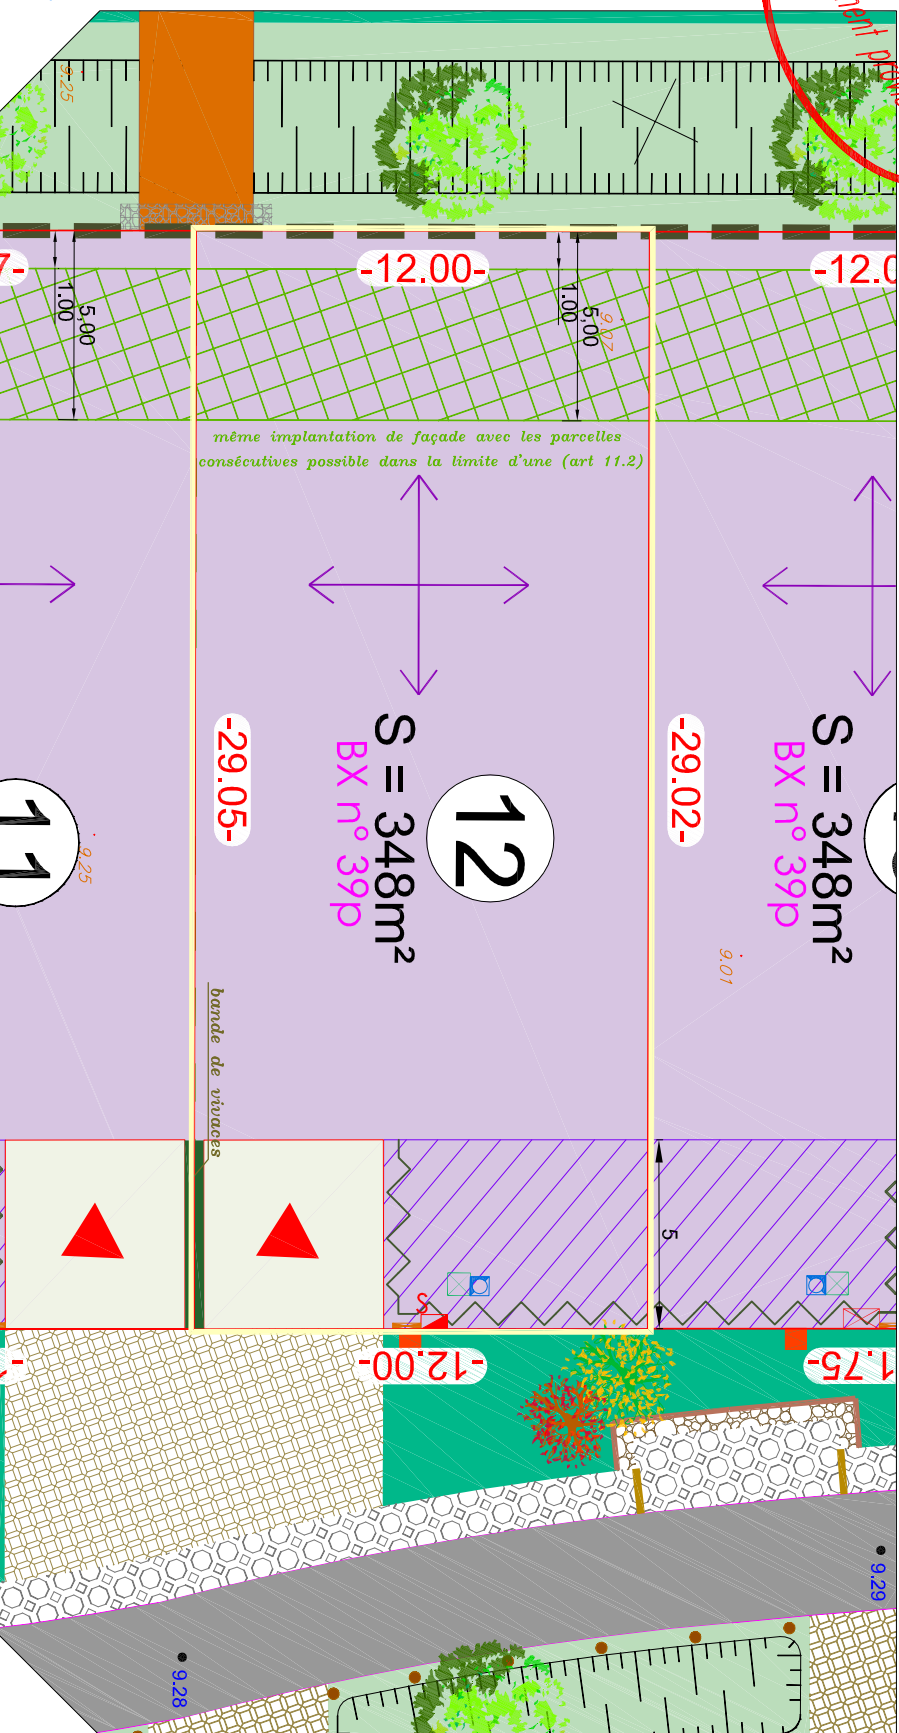 ment provis
9.25
7-
-12.00-
-12.0
1.00
5,00
1.00
5,00
9.07
même implantation de façade avec les parcelles
consécutives possible dans la limite d'une (art 11.2)
-29.05-
S = 348m²
BX n° 39p
12
-29.02-
S = 348m²
BX n° 39p
11
9.25
9.01
bande de vivaces
5
S
-12.00-
1.75-
9.29
9.28